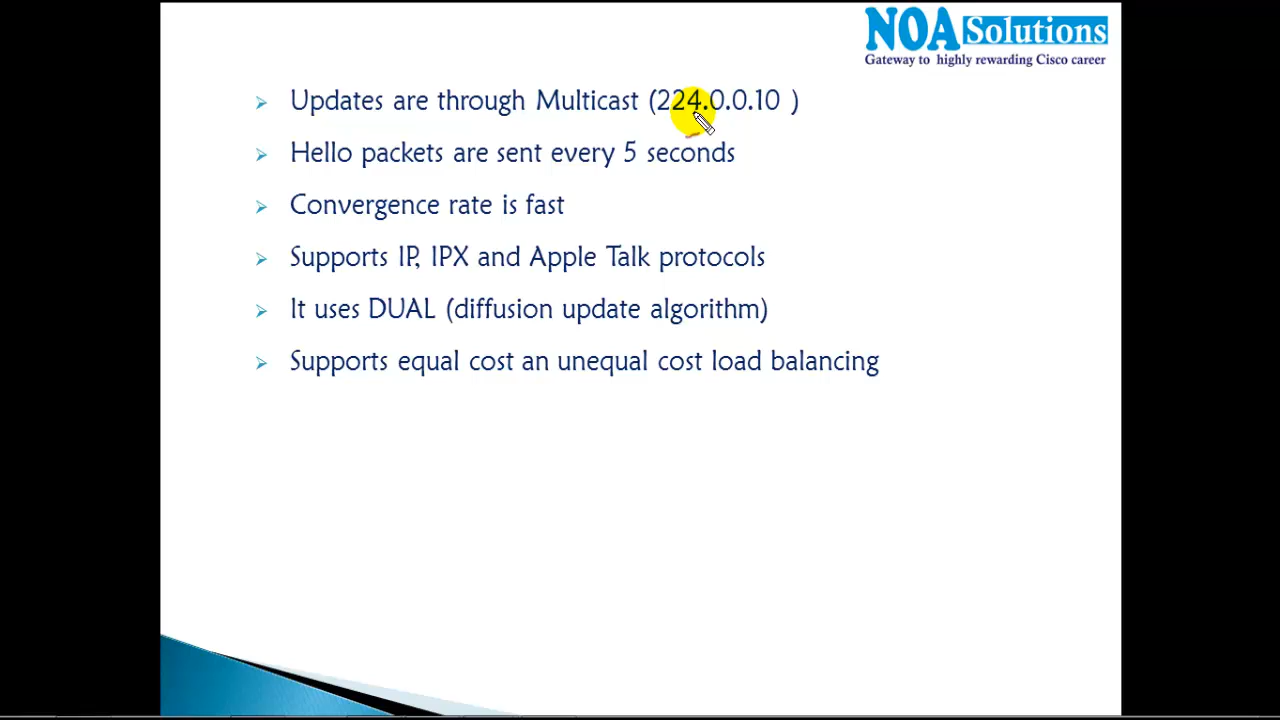 NOA Solutions
Gateway to highly rewarding Cisco career
Updates are through Multicast (224.0.0.10 )
Hello packets are sent every 5 seconds
Convergence rate is fast
Supports IP, IPX and Apple Talk protocols
It uses DUAL (diffusion update algorithm)
Supports equal cost an unequal cost load balancing